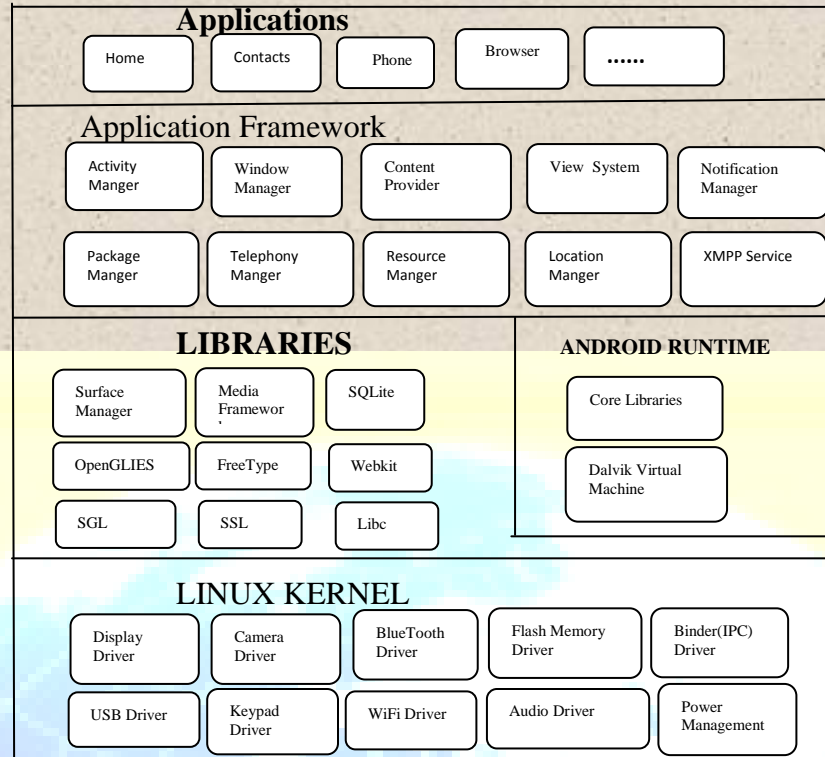 Applications
Home
Contacts
Phone
Browser
......
Application Framework
Activity
Manger
Window
Manager
Content
Provider
View System
Notification
Manager
Package
Manger
Telephony
Manger
Resource
Manger
Location
Manger
XMPP Service
LIBRARIES
Surface
Manager
Media
Framewor
SQLite
OpenGLIES
FreeType
Webkit
SGL
SSL
Libc
ANDROID RUNTIME
Core Libraries
Dalvik Virtual
Machine
LINUX KERNEL
Display
Driver
Camera
Driver
BlueTooth
Driver
Flash Memory
Driver
Binder(IPC)
Driver
USB Driver
Keypad
Driver
WiFi Driver
Audio Driver
Power
Management